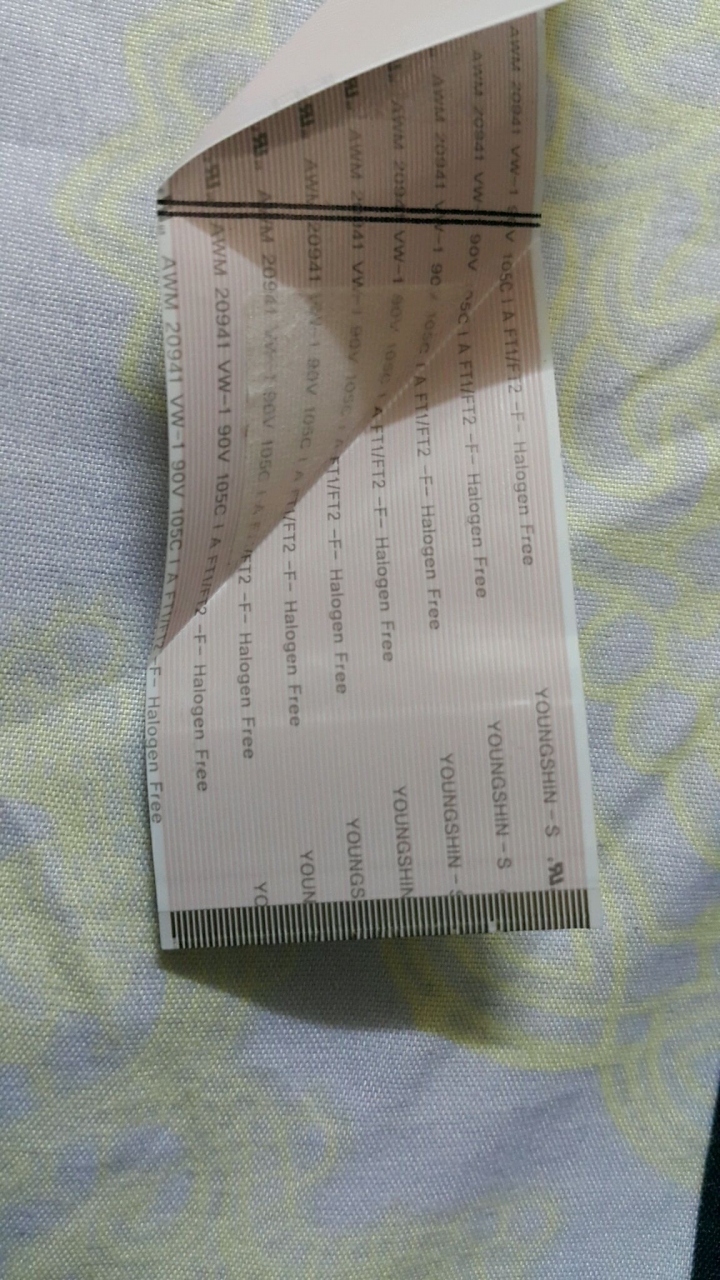 AWM 20941 VW-1 90V 105C I A FT1/FT2 -F- Halogen Free
AWM 20941 VW-1 90V 105C I A FT1/FT2 -F- Halogen Free
AWM 20941 VW-1 90V 105C I A FT1/FT2 -F- Halogen Free
AWM 20941 VW-1 90V 105C I A FT1/FT2 -F- Halogen Free
AWM 20941 VW-1 90V 105C I A FT1/FT2 -F- Halogen Free
AWM 20941 VW-1 90V 105C I A FT1/FT2 -F- Halogen Free
AWM 20941 VW-1 90V 105C I A FT1/FT2 -F- Halogen Free
AWM 20941 VW-1 90V 105C I A FT1/FT2 -F- Halogen Free
AWM 20941 VW-1 90V 105C I A FT1/FT2 -F- Halogen Free
YOUNGSHIN - S
YOUNGSHIN - S
YOUNGSHIN - S
YOUNGSHIN
YOUNGS
YOUN
YO